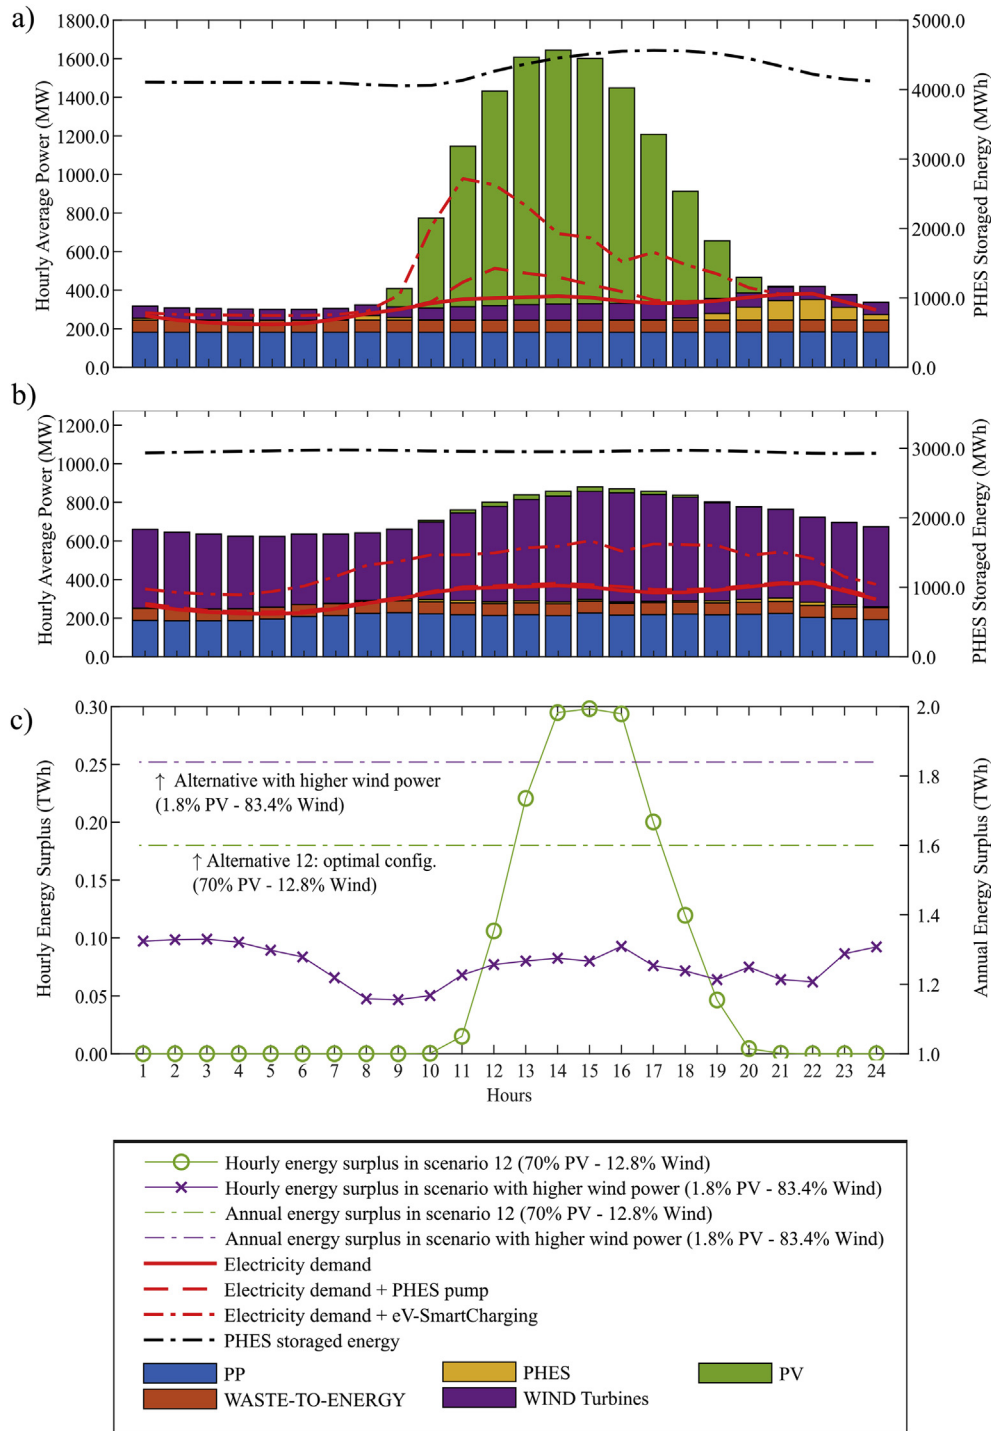 a)
1800.0
1600.0
1400.0
1200.0
1000.0
800.0
600.0
400.0
200.0
0.0
Hourly Average Power (MW)
5000.0
4000.0
3000.0
2000.0
1000.0
0.0
PHES Storaged Energy (MWh)
b)
1200.0
1000.0
800.0
600.0
400.0
200.0
0.0
Hourly Average Power (MW)
3000.0
2000.0
1000.0
0.0
PHES Storaged Energy (MWh)
c)
0.30
0.25
0.20
0.15
0.10
0.05
0.00
Hourly Energy Surplus (TWh)
2.0
1.8
1.6
1.4
1.2
1.0
Annual Energy Surplus (TWh)
↑ Alternative with higher wind power
(1.8% PV - 83.4% Wind)
↑ Alternative 12: optimal config.
(70% PV - 12.8% Wind)
1 2 3 4 5 6 7 8 9 10 11 12 13 14 15 16 17 18 19 20 21 22 23 24
Hours
Hourly energy surplus in scenario 12 (70% PV - 12.8% Wind)
Hourly energy surplus in scenario with higher wind power (1.8% PV - 83.4% Wind)
Annual energy surplus in scenario 12 (70% PV - 12.8% Wind)
Annual energy surplus in scenario with higher wind power (1.8% PV - 83.4% Wind)
Electricity demand
Electricity demand + PHES pump
Electricity demand + eV-SmartCharging
PHES storaged energy
PP PHES PV
WASTE-TO-ENERGY WIND Turbines